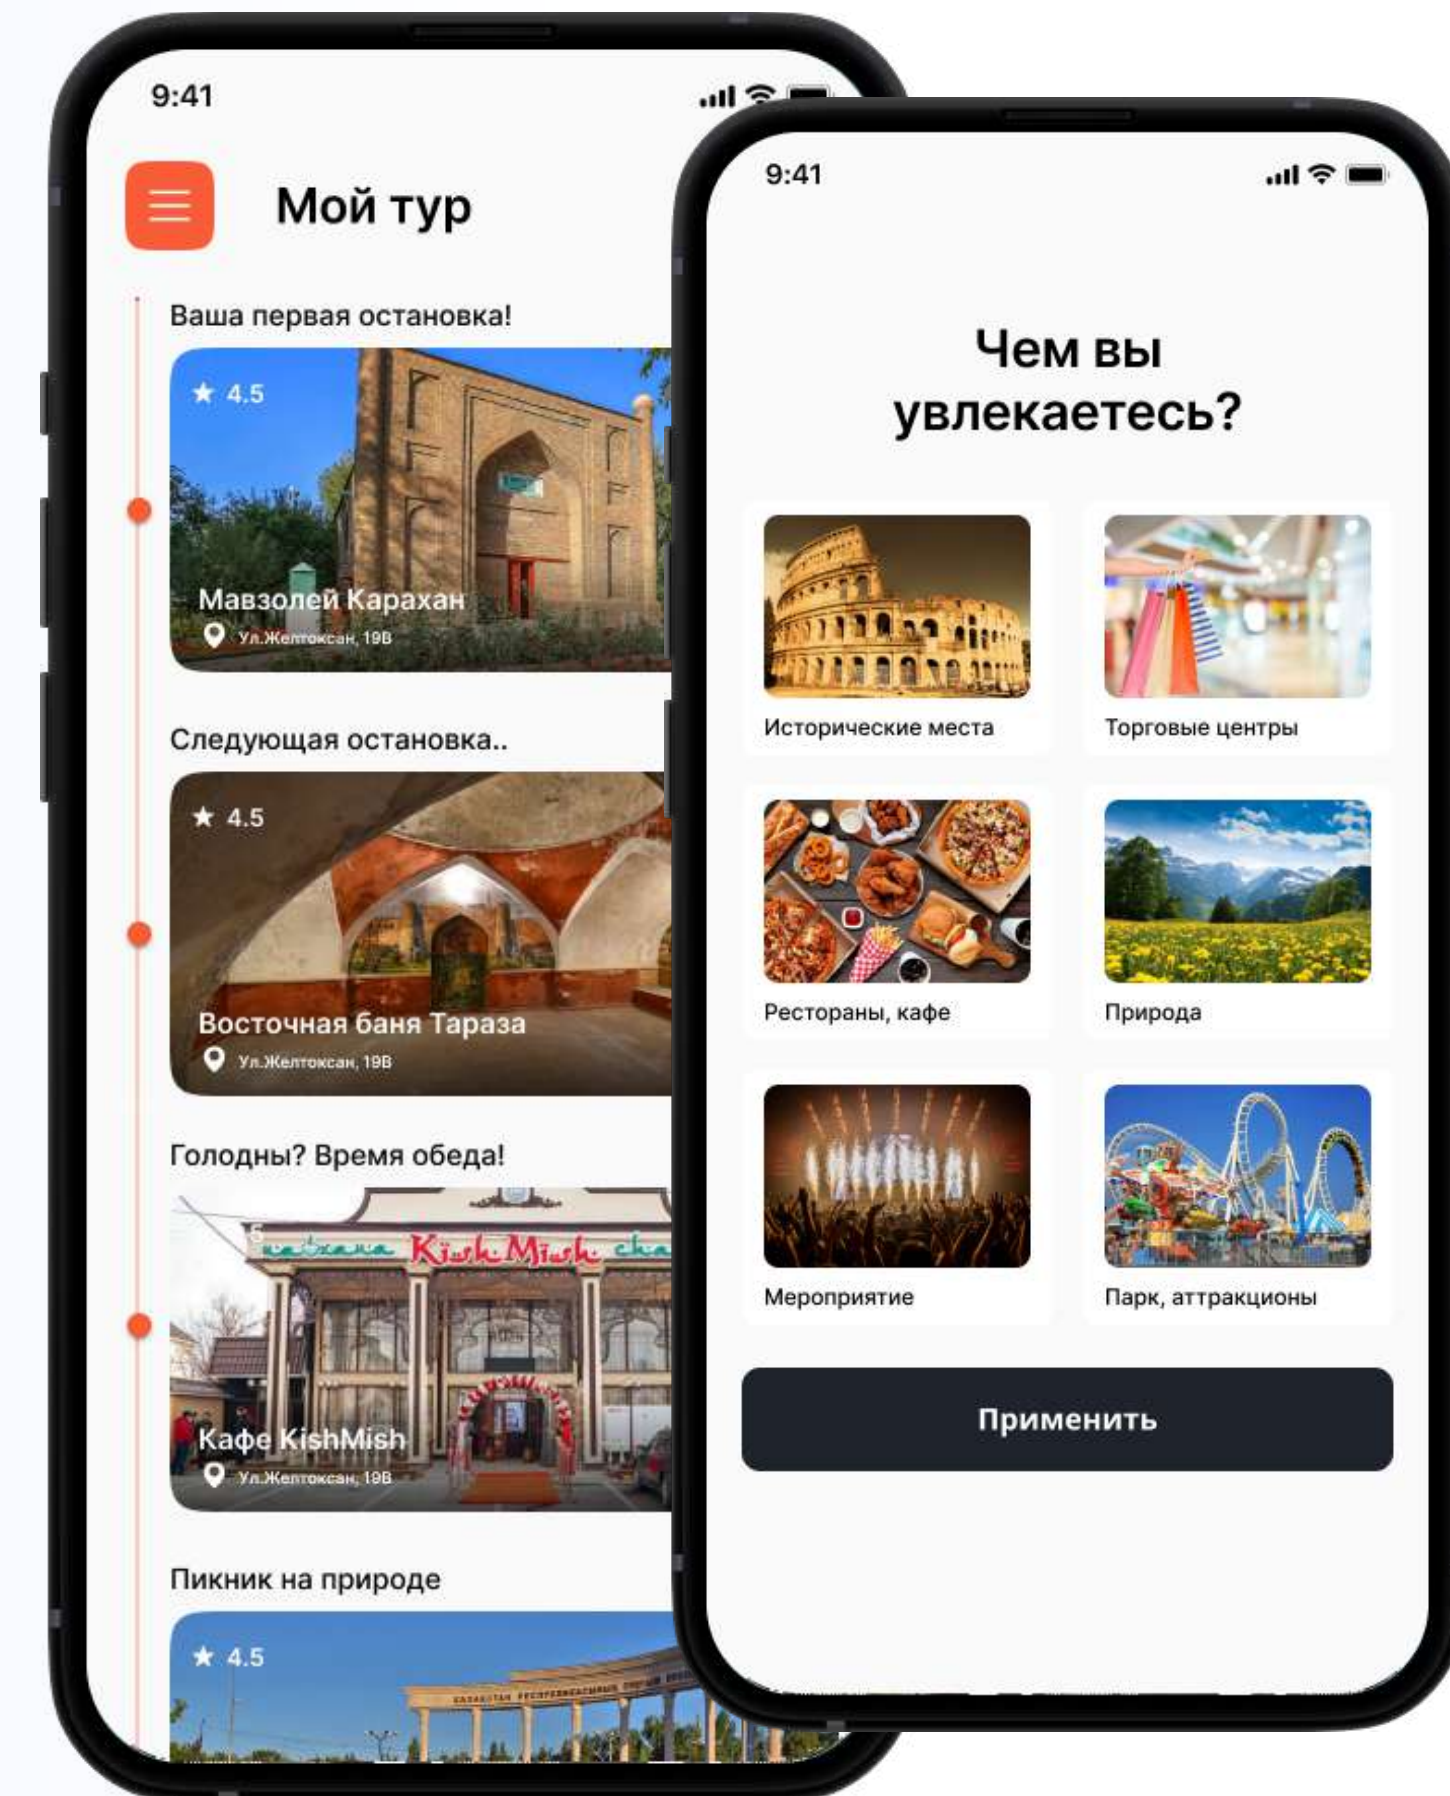 9:41
Мой тур
Ваша первая остановка!
4.5
Мавзолей Карахан
Ул.Желтоксан, 19В
Следующая остановка..
4.5
Восточная баня Тараза
Ул.Желтоксан, 19В
Голодны? Время обеда!
5
Kish Mish
Кафе KishMish
Ул.Желтоксан, 19В
Пикник на природе
4.5
9:41
Чем вы
увлекаетесь?
Исторические места
Торговые центры
Рестораны, кафе
Природа
Мероприятие
Парк, аттракционы
Применить